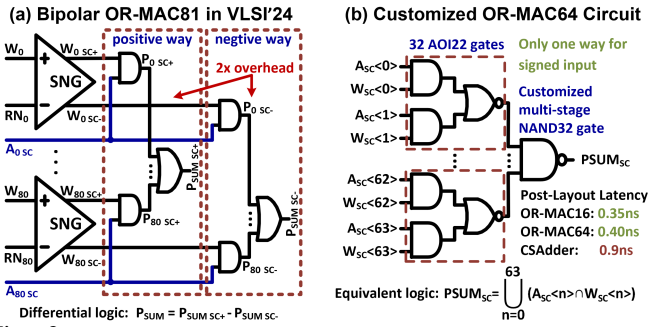 (a) Bipolar OR-MAC81 in VLSI'24
positive way
negtive way
W0
W0 SC+
SNG
RN0
W0 SC-
P0 SC+
2x overhead
P0 SC-
A0 SC
PSUM SC+
W80
W80 SC+
SNG
RN80
W80 SC-
P80 SC+
PSUM SC-
P80 SC-
A80 SC
Differential logic: PSUM = PSUM SC+ - PSUM SC-
(b) Customized OR-MAC64 Circuit
32 AOI22 gates
Only one way for
signed input
ASC<0>
WSC<0>
ASC<1>
WSC<1>
Customized
multi-stage
NAND32 gate
PSUMSC
ASC<62>
WSC<62>
ASC<63>
WSC<63>
Post-Layout Latency
OR-MAC16: 0.35ns
OR-MAC64: 0.40ns
CSAdder: 0.9ns
63
Equivalent logic: PSUMSC= ⋃ (ASC<n>∩WSC<n>)
n=0